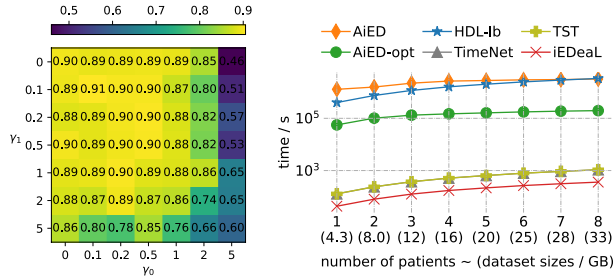 0.5 0.6 0.7 0.8 0.9
0 0.90 0.89 0.89 0.89 0.89 0.85 0.46
0.1 0.89 0.91 0.90 0.90 0.87 0.80 0.51
0.2 0.88 0.89 0.90 0.89 0.88 0.82 0.57
γ1
0.5 0.90 0.89 0.90 0.89 0.88 0.82 0.53
1 0.89 0.89 0.90 0.88 0.88 0.86 0.65
2 0.88 0.87 0.89 0.87 0.86 0.74 0.65
5 0.86 0.80 0.78 0.85 0.76 0.66 0.60
0 0.1 0.2 0.5 1 2 5
γ0
AiED HDL-lb TST
AiED-opt TimeNet iEDeaL
time / s
10^5
10^3
1 2 3 4 5 6 7 8
(4.3) (8.0) (12) (16) (20) (25) (28) (33)
number of patients ~ (dataset sizes / GB)